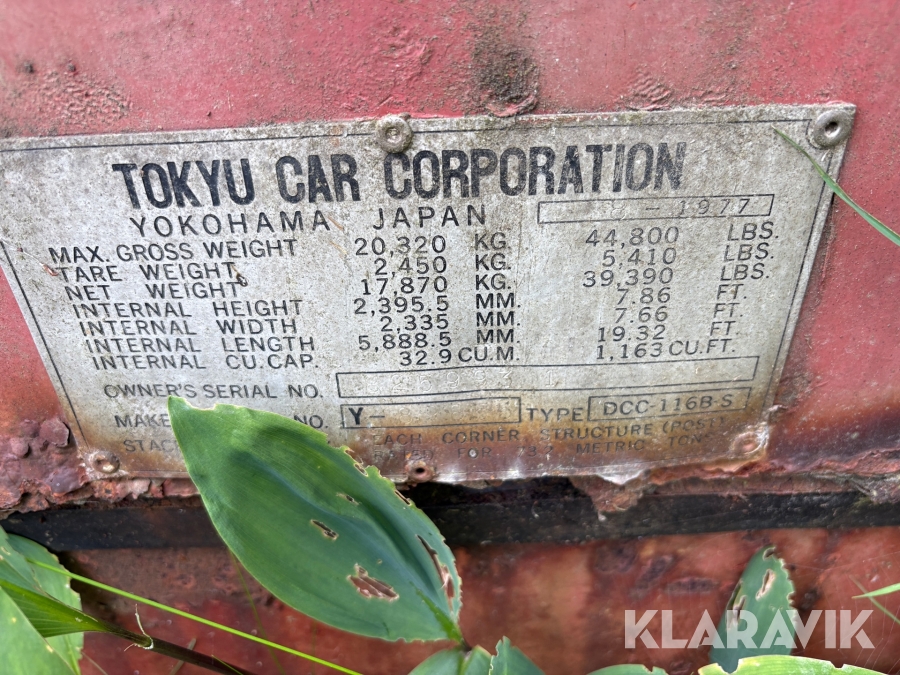 TOKYU CAR CORPORATION
YOKOHAMA JAPAN - 1977
MAX. GROSS WEIGHT 20,320 KG. 44,800 LBS.
TARE WEIGHT 2,450 KG. 5,410 LBS.
NET WEIGHT 17,870 KG. 39,390 LBS.
INTERNAL HEIGHT 2,395.5 MM. 7.86 FT.
INTERNAL WIDTH 2,335 MM. 7.66 FT.
INTERNAL LENGTH 5,888.5 MM. 19.32 FT.
INTERNAL CU.CAP. 32.9 CU.M. 1,163 CU.FT.
OWNER'S SERIAL NO.
NO. Y- TYPE DCC-116B-S
EACH CORNER STRUCTURE (POST)
FOR METRIC TONS
KLARAVIK